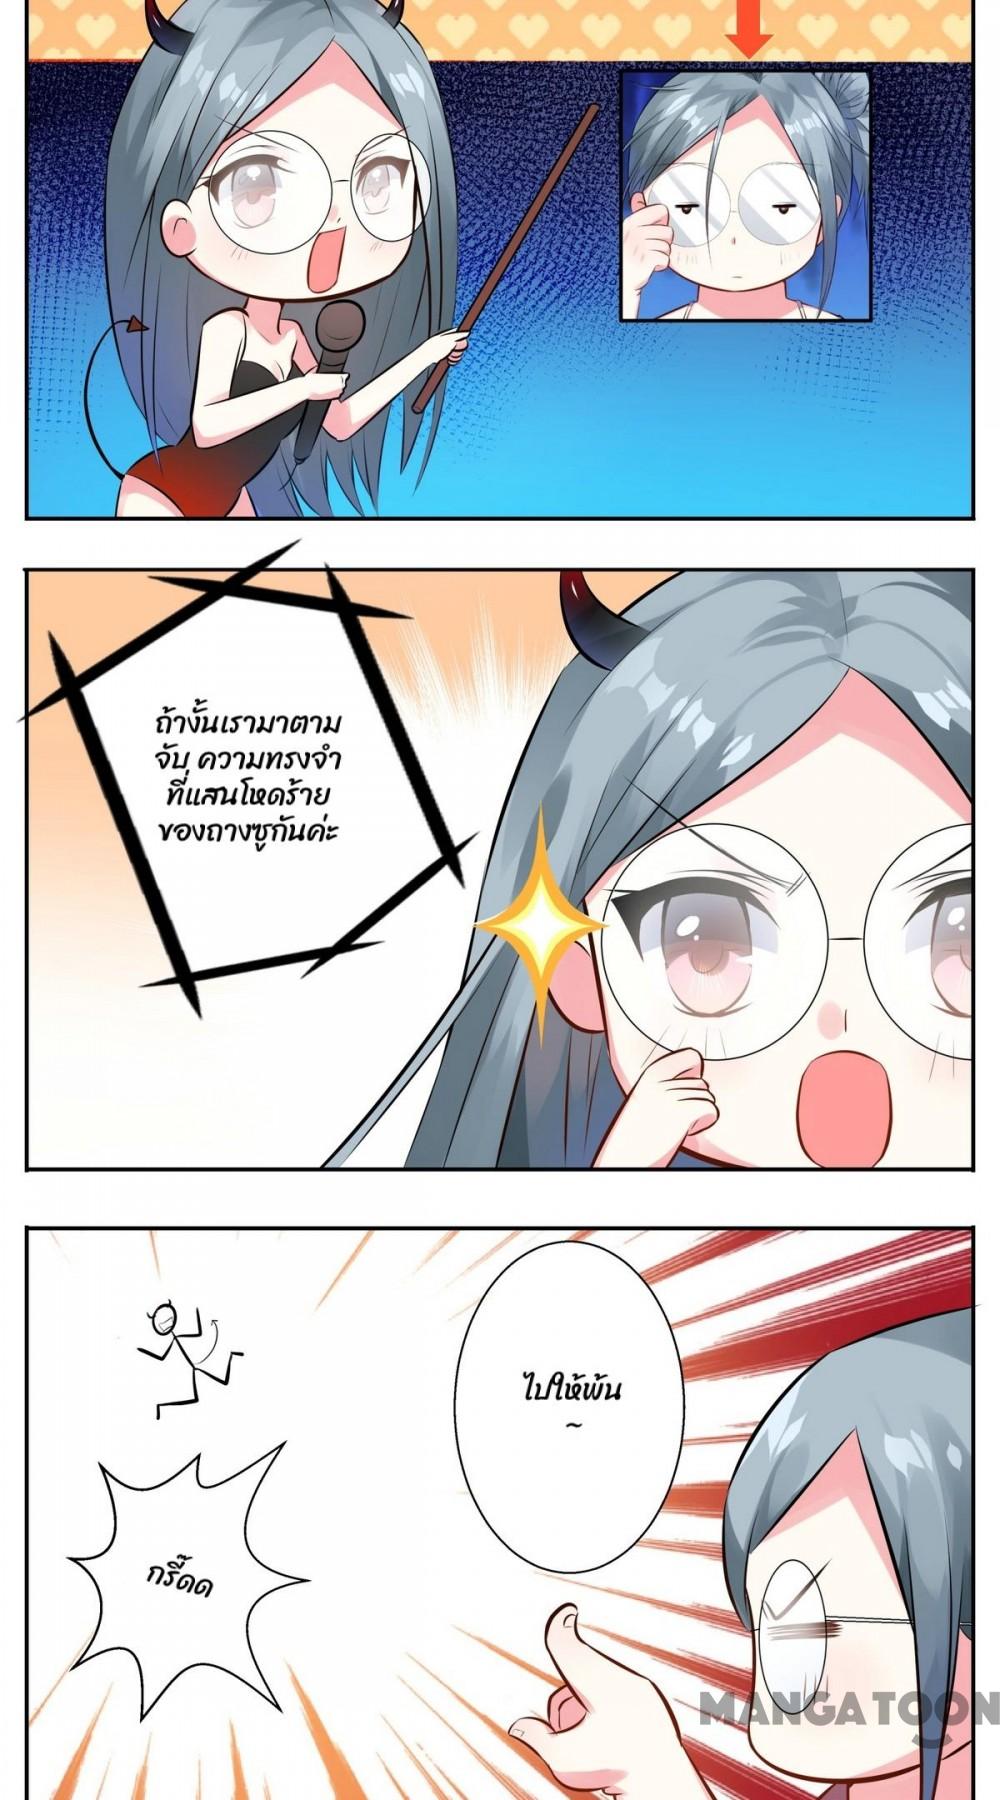 ถ้างั้นเรามาตาม
จับ ความทรงจำ
ที่แสนโหดร้าย
ของถางซูกันค่ะ
ไปให้พ้น
~
กรี๊ดด
MANGATOON